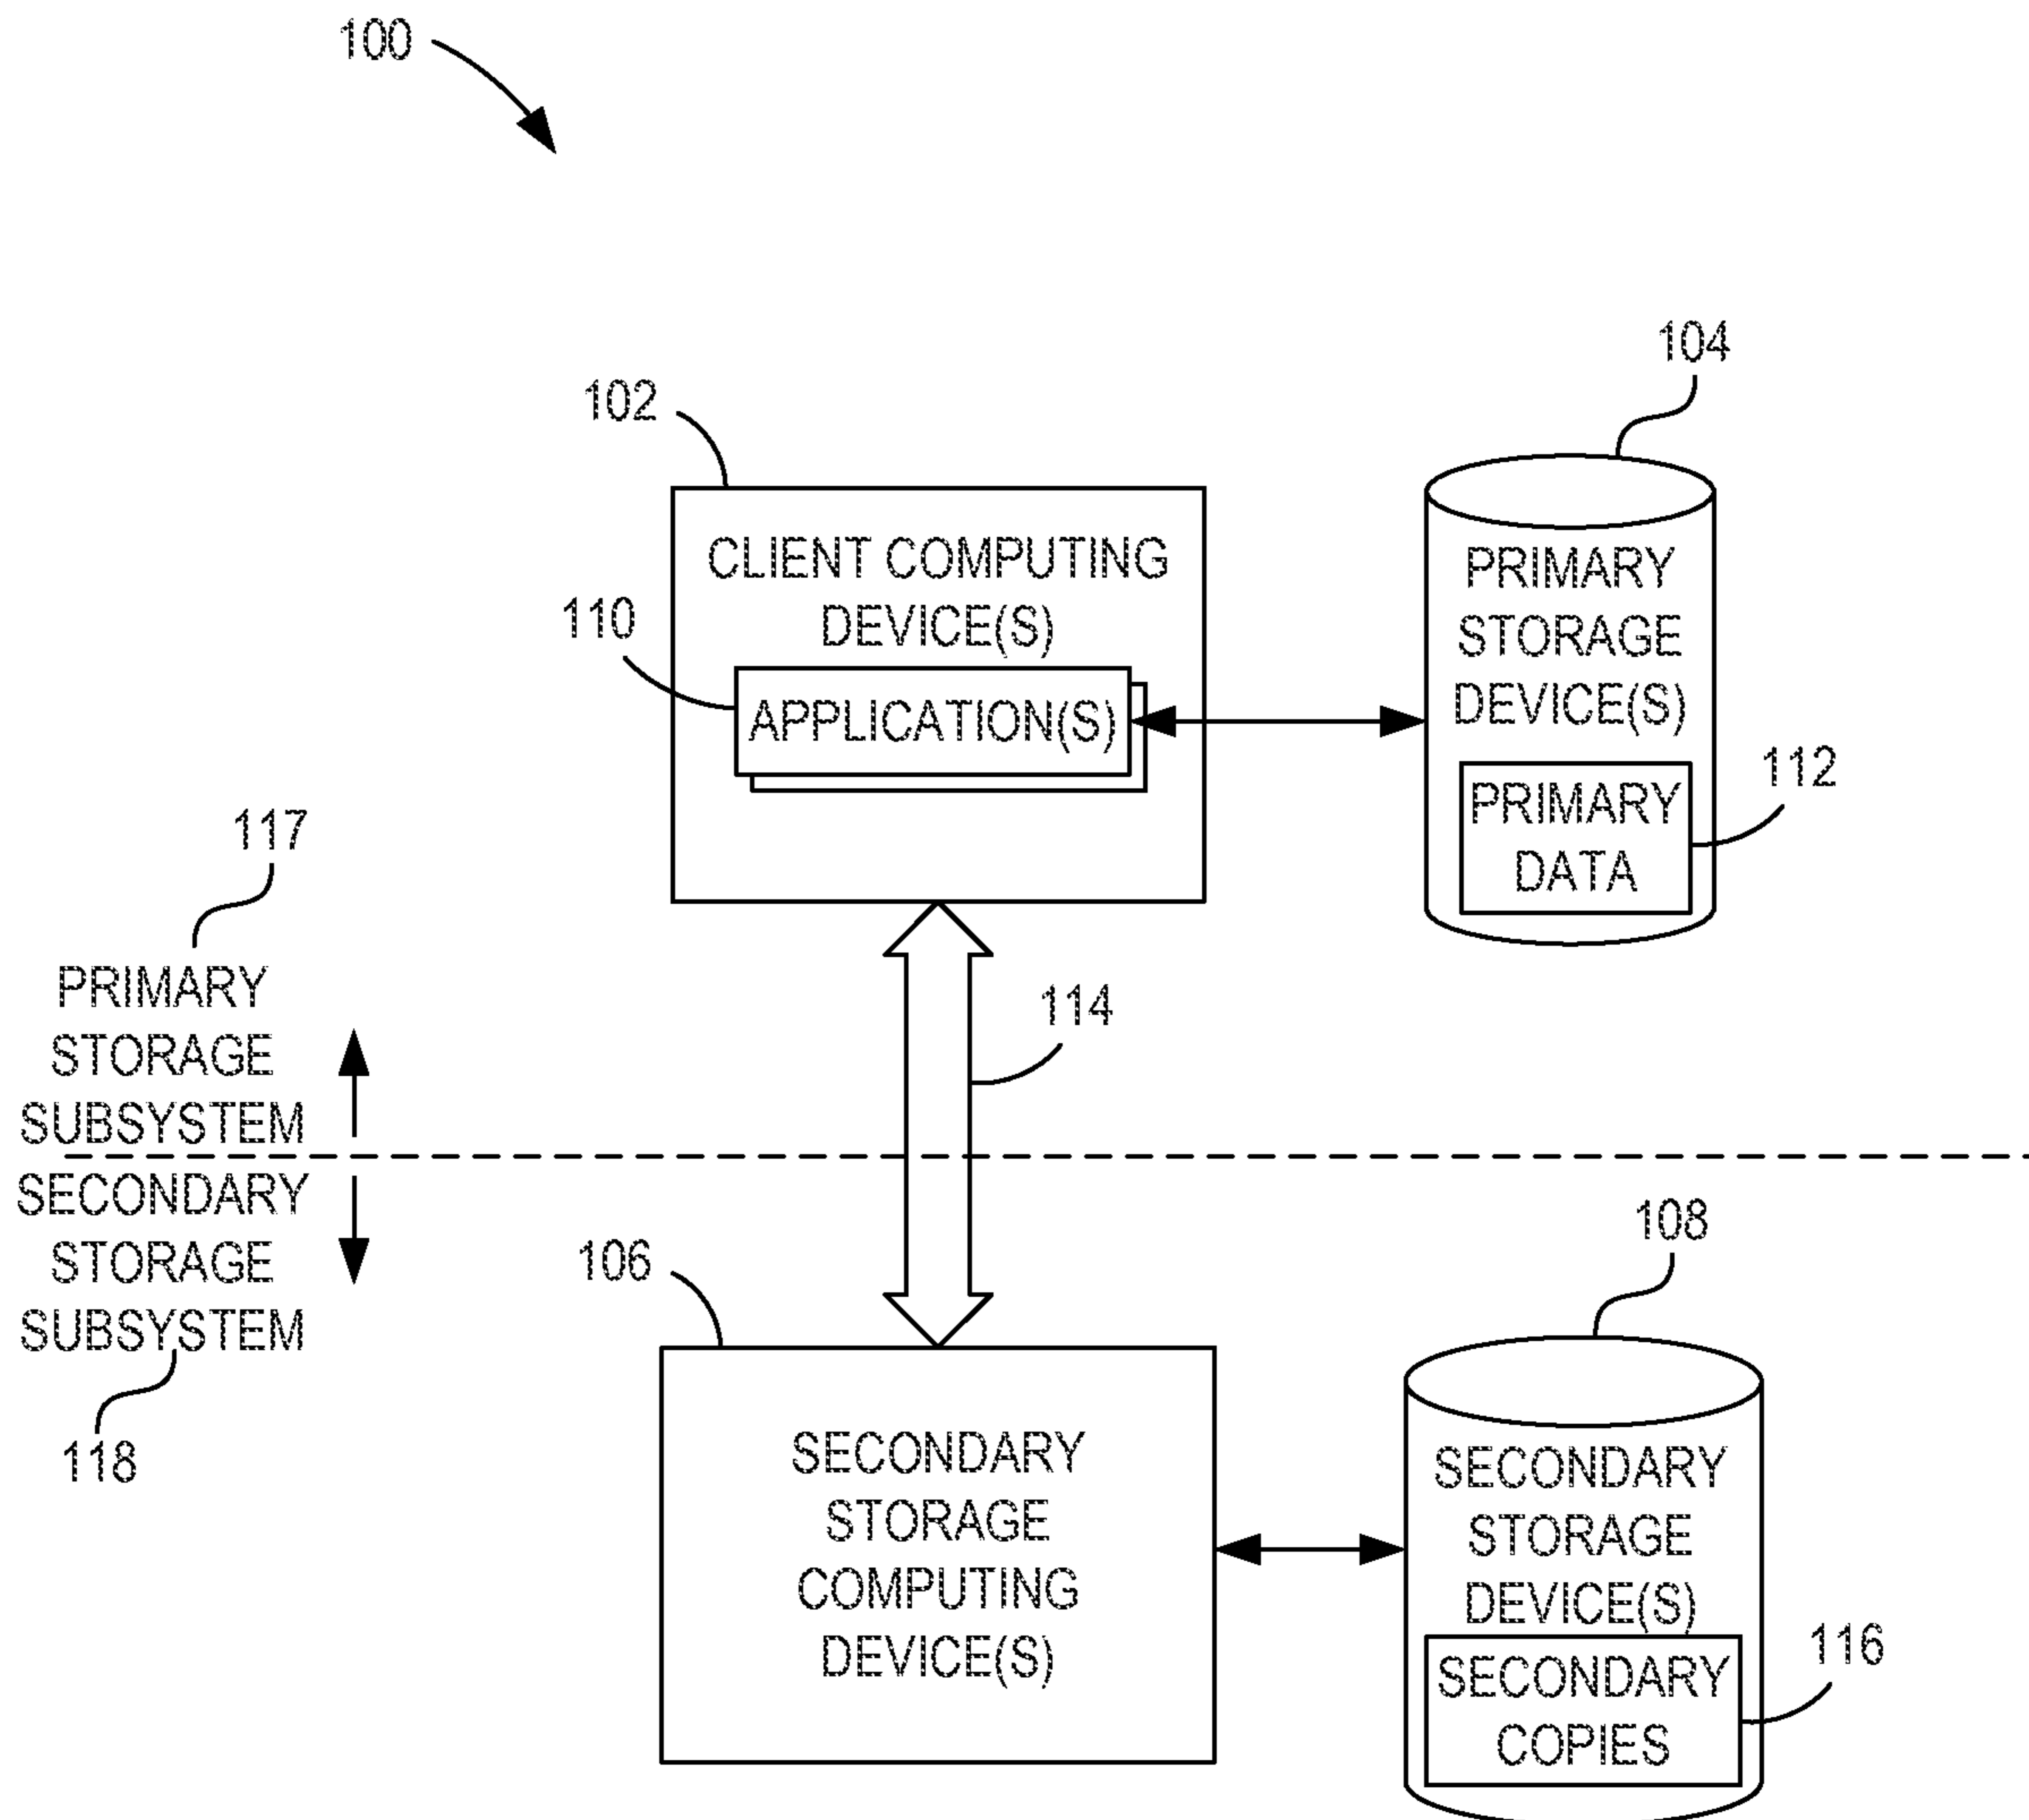 100
104
102
CLIENT COMPUTING
DEVICE(S)
110
APPLICATION(S)
PRIMARY
STORAGE
DEVICE(S)
112
PRIMARY
DATA
117
PRIMARY
STORAGE
SUBSYSTEM
114
SECONDARY
STORAGE
SUBSYSTEM
118
106
108
SECONDARY
STORAGE
COMPUTING
DEVICE(S)
SECONDARY
STORAGE
DEVICE(S)
116
SECONDARY
COPIES